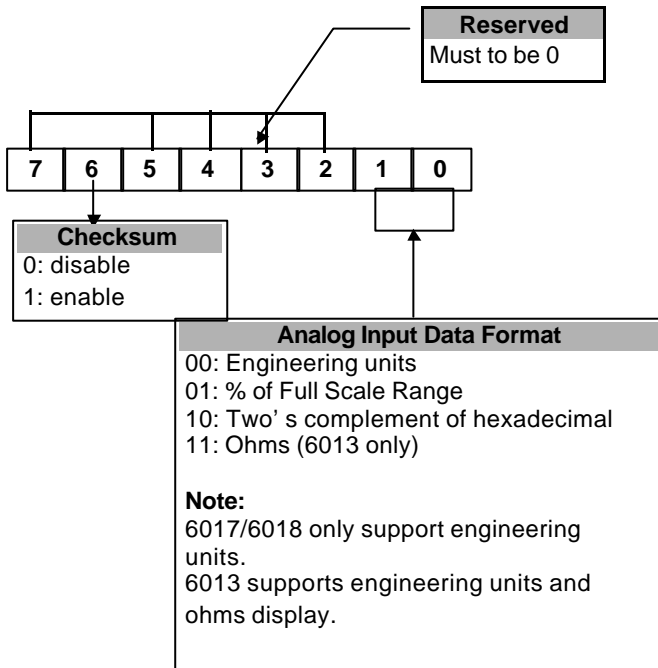 Reserved
Must to be 0
7 6 5 4 3 2 1 0
Checksum
0: disable
1: enable
Analog Input Data Format
00: Engineering units
01: % of Full Scale Range
10: Two' s complement of hexadecimal
11: Ohms (6013 only)
Note:
6017/6018 only support engineering
units.
6013 supports engineering units and
ohms display.